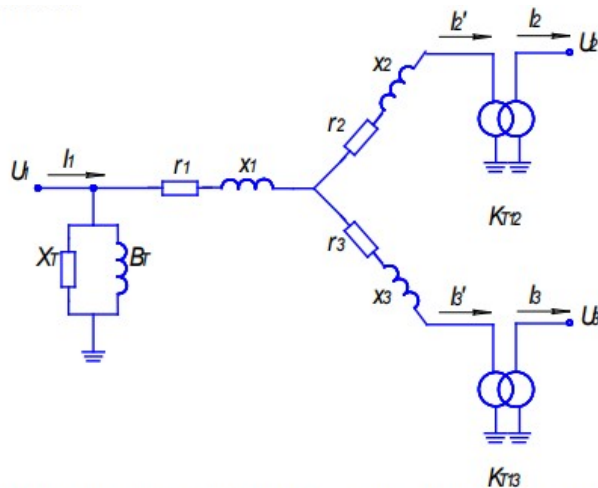 I2'
I2
U2
x2
r2
U1
I1
r1
x1
KT12
XT
BT
r3
x3
I3'
I3
U3
KT13